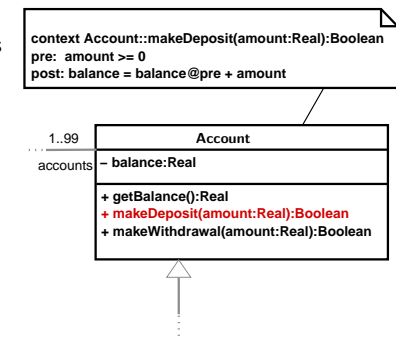 s
context Account::makeDeposit(amount:Real):Boolean
pre: amount >= 0
post: balance = balance@pre + amount
1..99
Account
accounts
– balance:Real
+ getBalance():Real
+ makeDeposit(amount:Real):Boolean
+ makeWithdrawal(amount:Real):Boolean